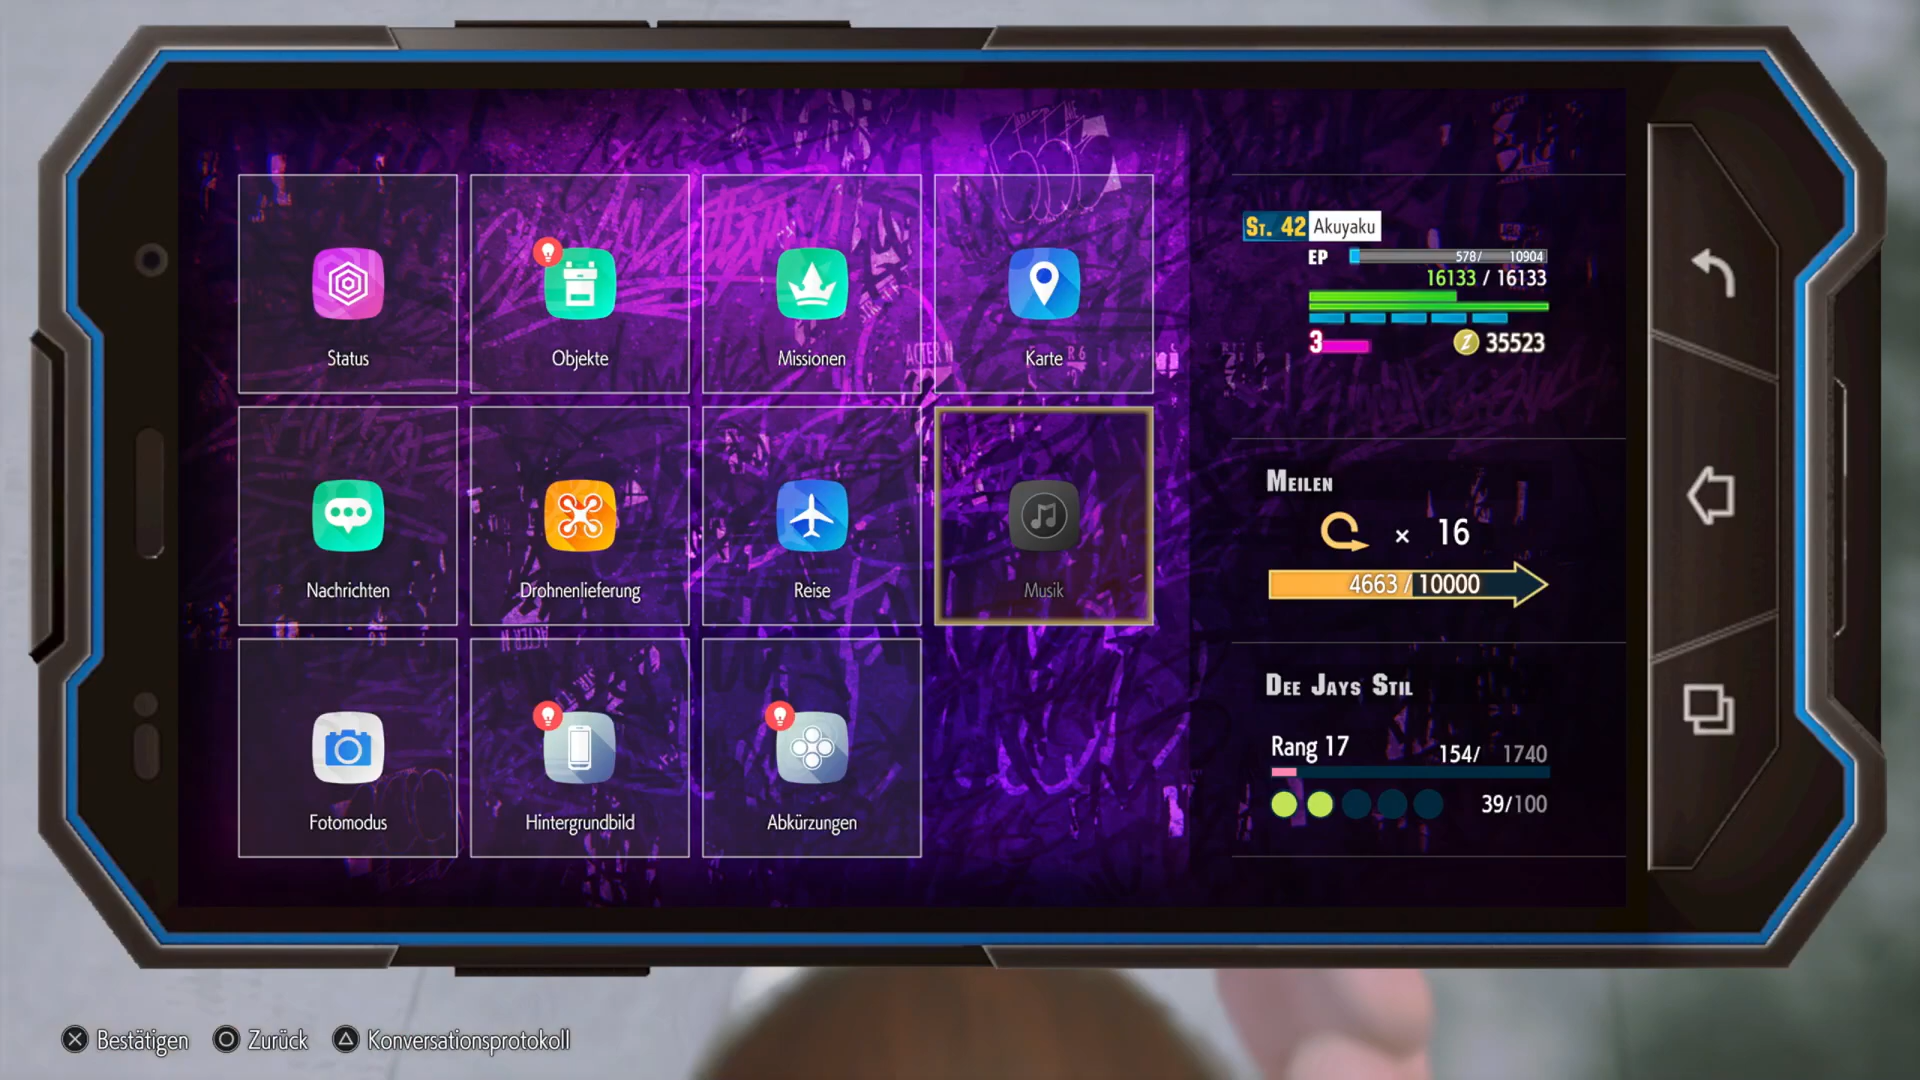 Status
Objekte
Missionen
Karte
Nachrichten
Drohnenlieferung
Reise
Musik
Fotomodus
Hintergrundbild
Abkürzungen
St. 42 Akuyaku
EP 578/ 10904
16133 / 16133
3 35523
Meilen
× 16
4663 / 10000
Dee Jays Stil
Rang 17 154/ 1740
39/100
Bestätigen Zurück Konversationsprotokoll